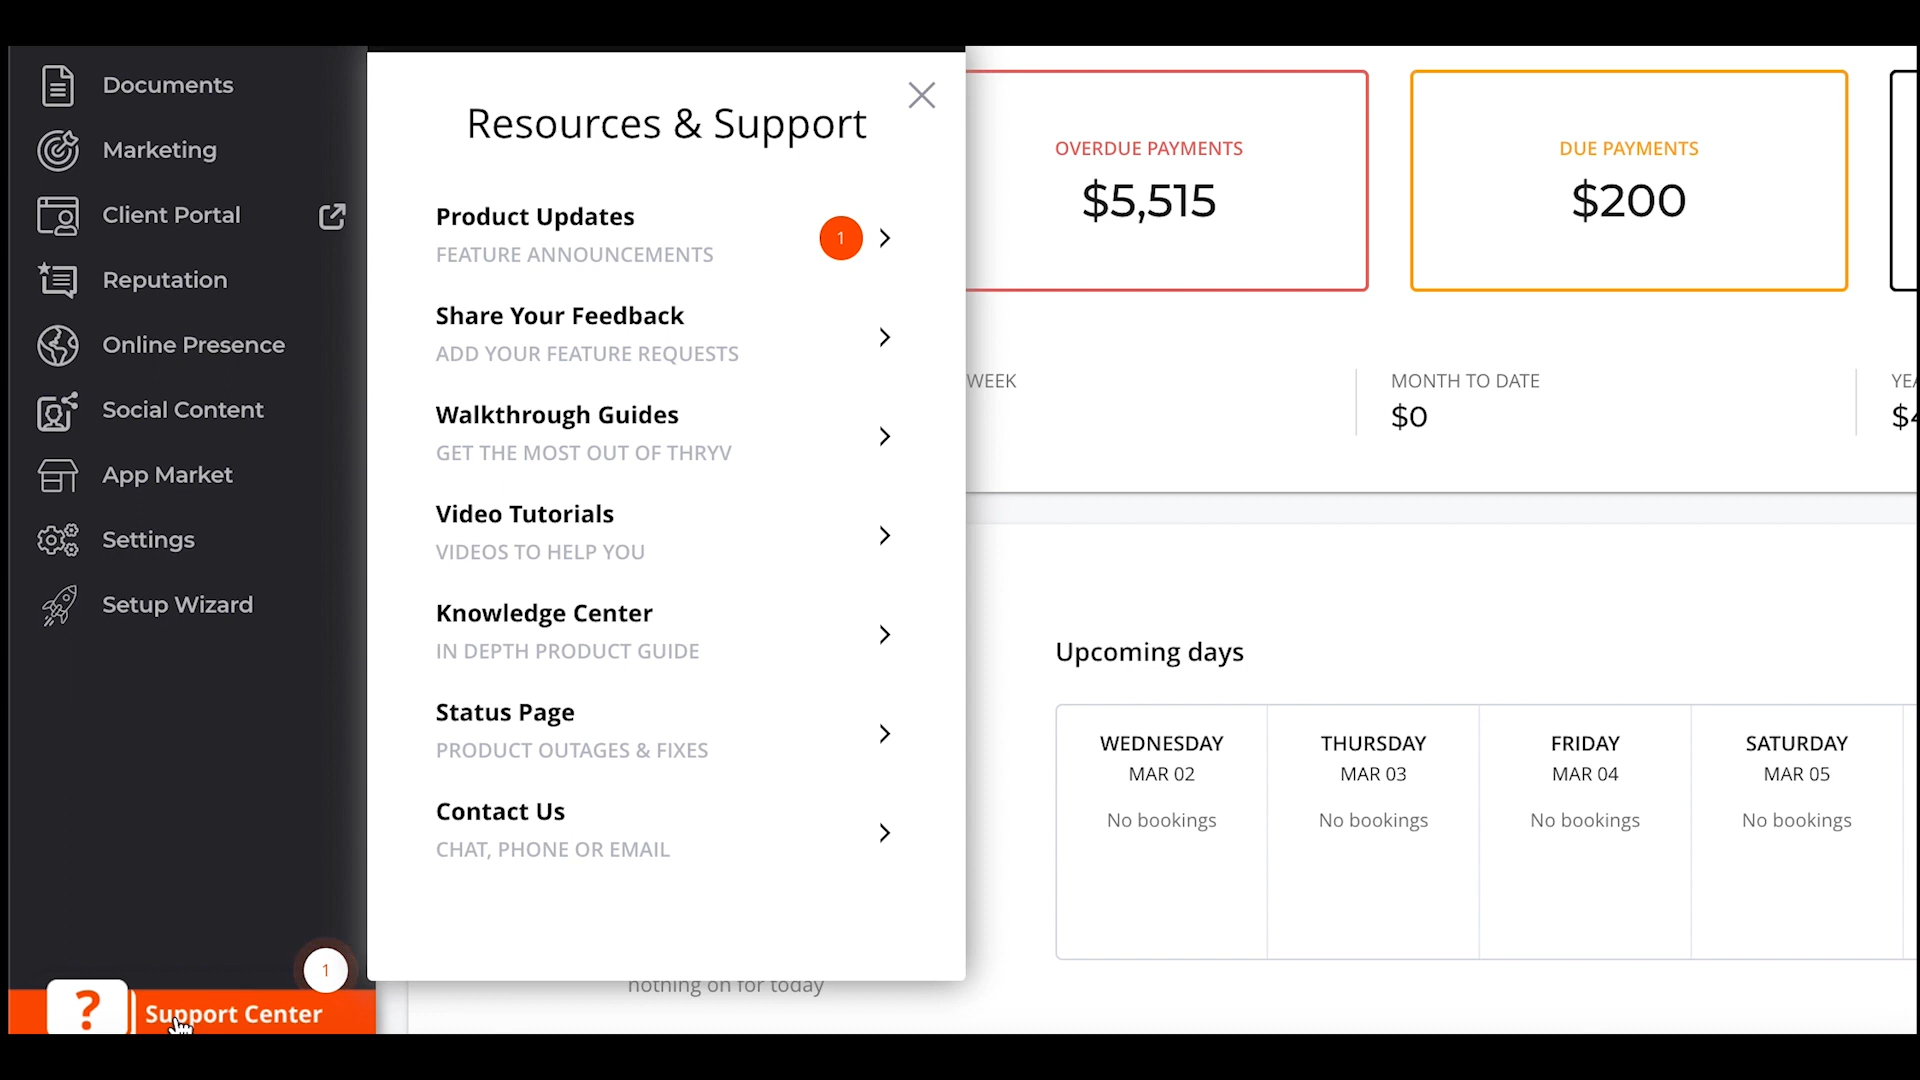 Documents
Marketing
Client Portal
Reputation
Online Presence
Social Content
App Market
Settings
Setup Wizard
1
?
Support Center
Resources & Support
Product Updates
FEATURE ANNOUNCEMENTS
1
Share Your Feedback
ADD YOUR FEATURE REQUESTS
Walkthrough Guides
GET THE MOST OUT OF THRYV
Video Tutorials
VIDEOS TO HELP YOU
Knowledge Center
IN DEPTH PRODUCT GUIDE
Status Page
PRODUCT OUTAGES & FIXES
Contact Us
CHAT, PHONE OR EMAIL
nothing on for today
OVERDUE PAYMENTS
$5,515
DUE PAYMENTS
$200
WEEK
MONTH TO DATE
$0
Upcoming days
WEDNESDAY
MAR 02
No bookings
THURSDAY
MAR 03
No bookings
FRIDAY
MAR 04
No bookings
SATURDAY
MAR 05
No bookings